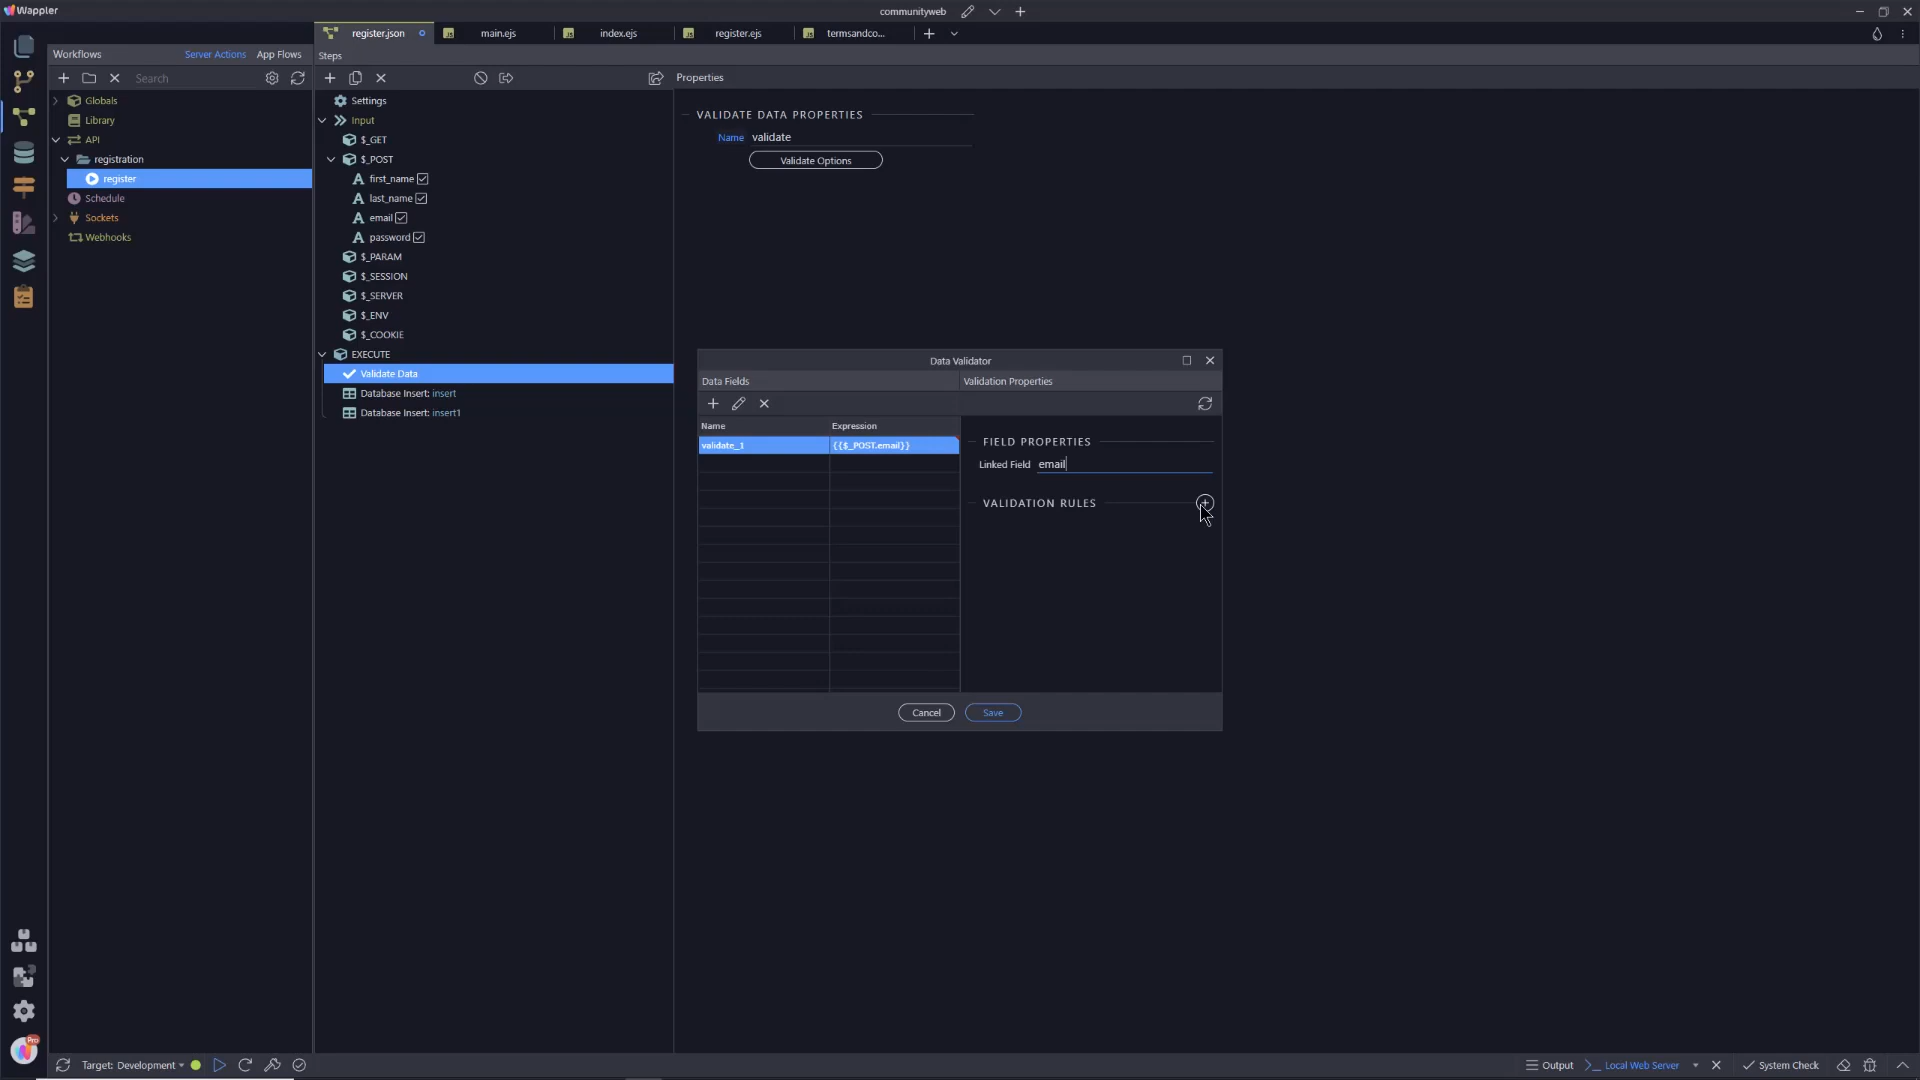 Wappler
communityweb
register.json
main.ejs
index.ejs
register.ejs
termsandco...
Workflows
Server Actions
App Flows
Steps
Search
Properties
Globals
Library
API
registration
register
Schedule
Sockets
Webhooks
Settings
Input
$_GET
$_POST
first_name
last_name
email
password
$_PARAM
$_SESSION
$_SERVER
$_ENV
$_COOKIE
EXECUTE
Validate Data
Database Insert: insert
Database Insert: insert1
VALIDATE DATA PROPERTIES
Name validate
Validate Options
Data Validator
Data Fields
Validation Properties
Name
Expression
validate_1
{{$_POST.email}}
FIELD PROPERTIES
Linked Field email
VALIDATION RULES
Cancel
Save
Pro
Target: Development
Output
Local Web Server
System Check